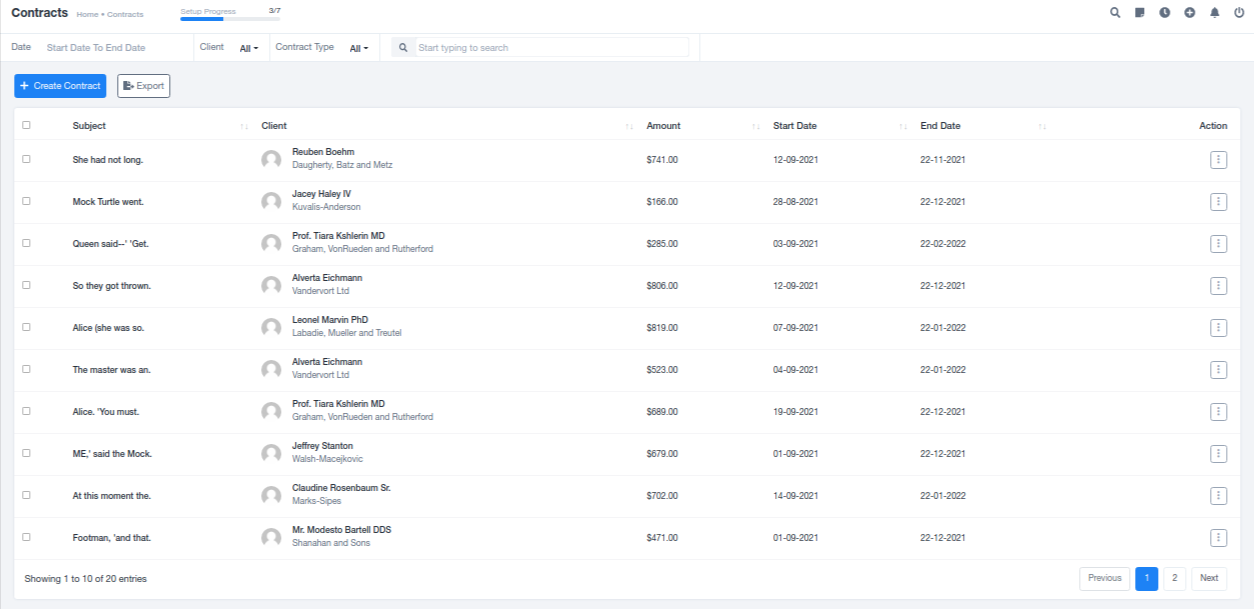 Contracts Home • Contracts Setup Progress 3/7
Date Start Date To End Date Client All Contract Type All Start typing to search
+ Create Contract Export
Subject ↑↓ Client ↑↓ Amount ↑↓ Start Date ↑↓ End Date ↑↓ Action
She had not long. Reuben Boehm $741.00 12-09-2021 22-11-2021
Daugherty, Batz and Metz
Mock Turtle went. Jacey Haley IV $166.00 28-08-2021 22-12-2021
Kuvalis-Anderson
Queen said--' 'Get. Prof. Tiara Kshlerin MD $285.00 03-09-2021 22-02-2022
Graham, VonRueden and Rutherford
So they got thrown. Alverta Eichmann $806.00 12-09-2021 22-12-2021
Vandervort Ltd
Alice (she was so. Leonel Marvin PhD $819.00 07-09-2021 22-01-2022
Labadie, Mueller and Treutel
The master was an. Alverta Eichmann $523.00 04-09-2021 22-01-2022
Vandervort Ltd
Alice. 'You must. Prof. Tiara Kshlerin MD $689.00 19-09-2021 22-12-2021
Graham, VonRueden and Rutherford
ME,' said the Mock. Jeffrey Stanton $679.00 01-09-2021 22-12-2021
Walsh-Macejkovic
At this moment the. Claudine Rosenbaum Sr. $702.00 14-09-2021 22-01-2022
Marks-Sipes
Footman, 'and that. Mr. Modesto Bartell DDS $471.00 01-09-2021 22-12-2021
Shanahan and Sons
Showing 1 to 10 of 20 entries Previous 1 2 Next